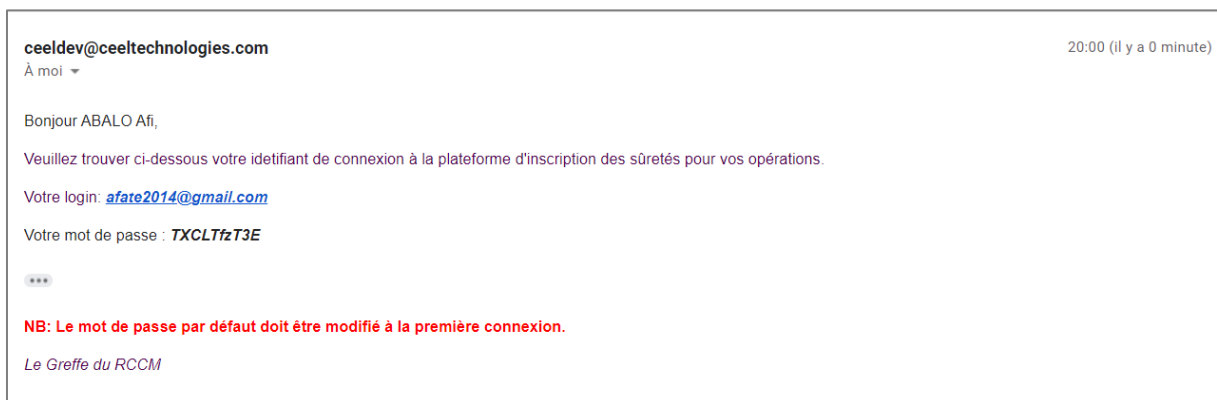 ceeldev@ceeltechnologies.com
20:00 (il y a 0 minute)
À moi
Bonjour ABALO Afi,
Veuillez trouver ci-dessous votre idetifiant de connexion à la plateforme d'inscription des sûretés pour vos opérations.
Votre login: afate2014@gmail.com
Votre mot de passe : TXCLTfzT3E
NB: Le mot de passe par défaut doit être modifié à la première connexion.
Le Greffe du RCCM